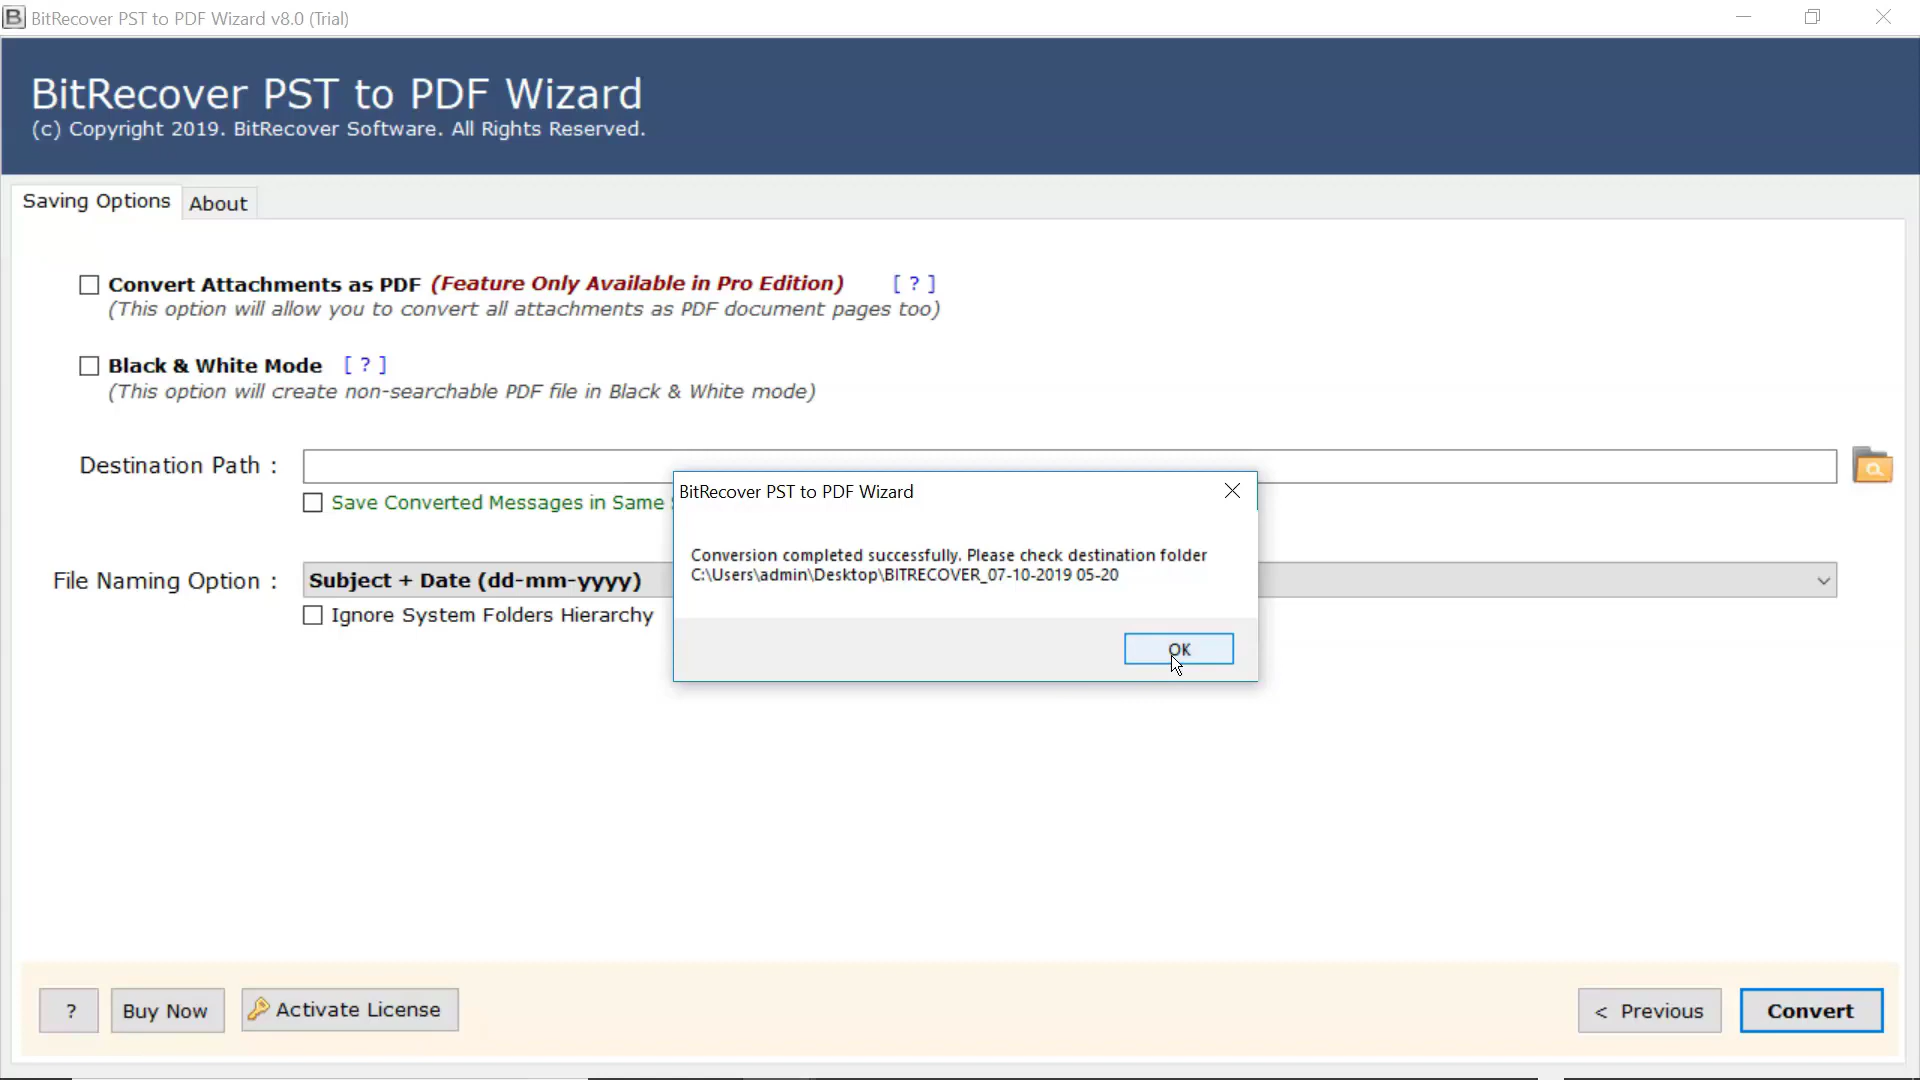 BitRecover PST to PDF Wizard v8.0 (Trial)
BitRecover PST to PDF Wizard
(c) Copyright 2019. BitRecover Software. All Rights Reserved.
Saving Options
About
Convert Attachments as PDF (Feature Only Available in Pro Edition) [ ? ]
(This option will allow you to convert all attachments as PDF document pages too)
Black & White Mode [ ? ]
(This option will create non-searchable PDF file in Black & White mode)
Destination Path :
Save Converted Messages in Same
BitRecover PST to PDF Wizard
Conversion completed successfully. Please check destination folder
C:\Users\admin\Desktop\BITRECOVER_07-10-2019 05-20
OK
File Naming Option :
Subject + Date (dd-mm-yyyy)
Ignore System Folders Hierarchy
?
Buy Now
Activate License
< Previous
Convert